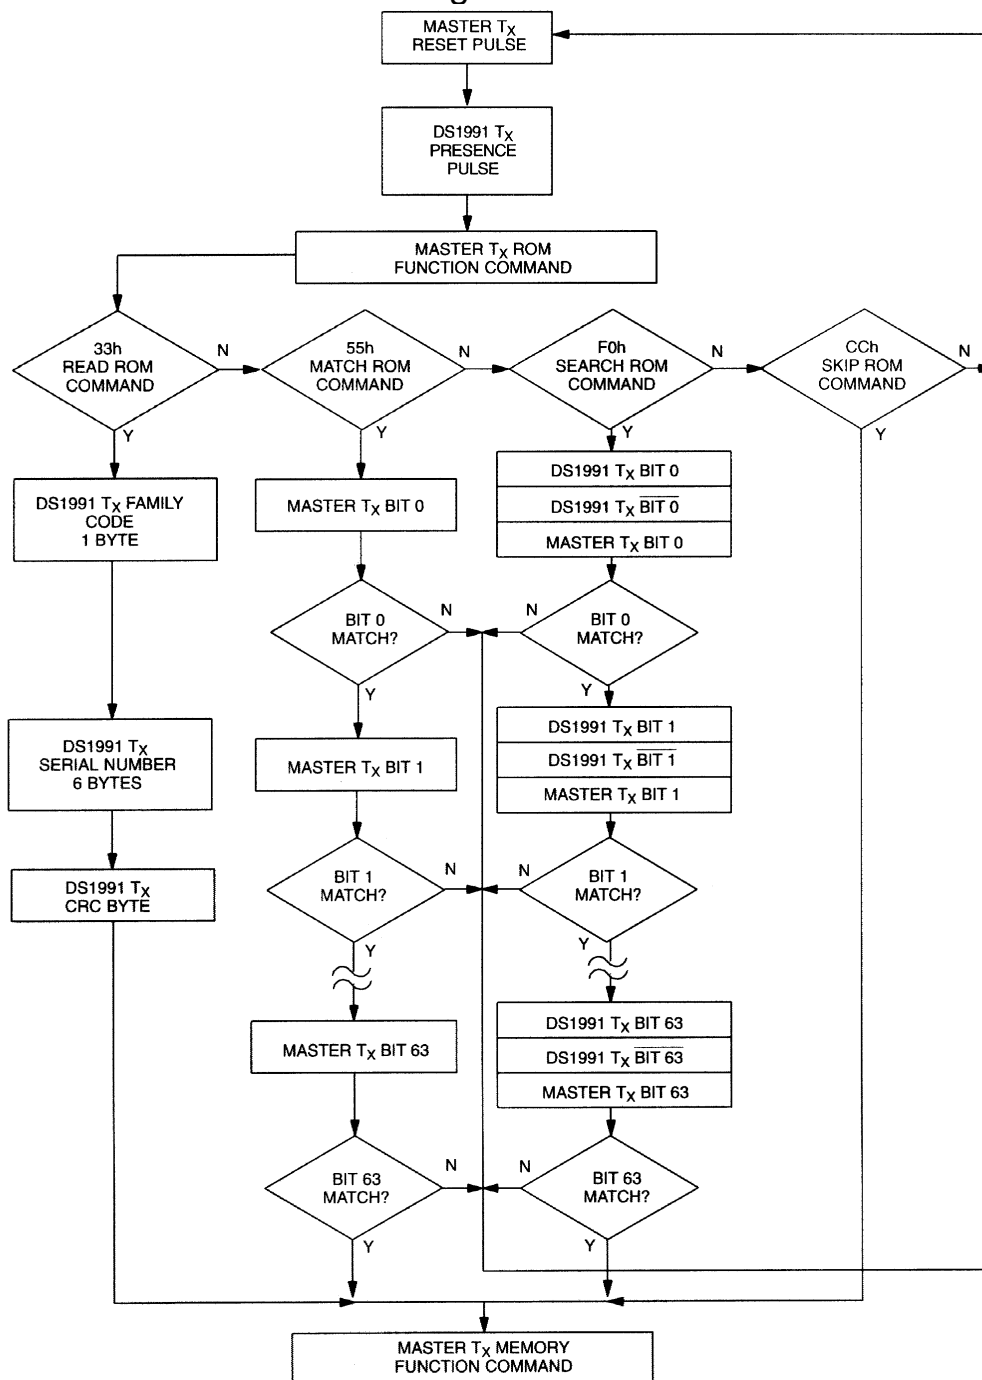 MASTER TX
RESET PULSE
DS1991 TX
PRESENCE
PULSE
MASTER TX ROM
FUNCTION COMMAND
33h
READ ROM
COMMAND
N
Y
55h
MATCH ROM
COMMAND
N
Y
F0h
SEARCH ROM
COMMAND
N
Y
CCh
SKIP ROM
COMMAND
N
Y
DS1991 TX FAMILY
CODE
1 BYTE
DS1991 TX
SERIAL NUMBER
6 BYTES
DS1991 TX
CRC BYTE
MASTER TX BIT 0
BIT 0
MATCH?
N
Y
MASTER TX BIT 1
BIT 1
MATCH?
N
Y
MASTER TX BIT 63
BIT 63
MATCH?
N
Y
DS1991 TX BIT 0
DS1991 TX BIT 0
MASTER TX BIT 0
BIT 0
MATCH?
N
Y
DS1991 TX BIT 1
DS1991 TX BIT 1
MASTER TX BIT 1
BIT 1
MATCH?
N
Y
DS1991 TX BIT 63
DS1991 TX BIT 63
MASTER TX BIT 63
BIT 63
MATCH?
N
Y
MASTER TX MEMORY
FUNCTION COMMAND